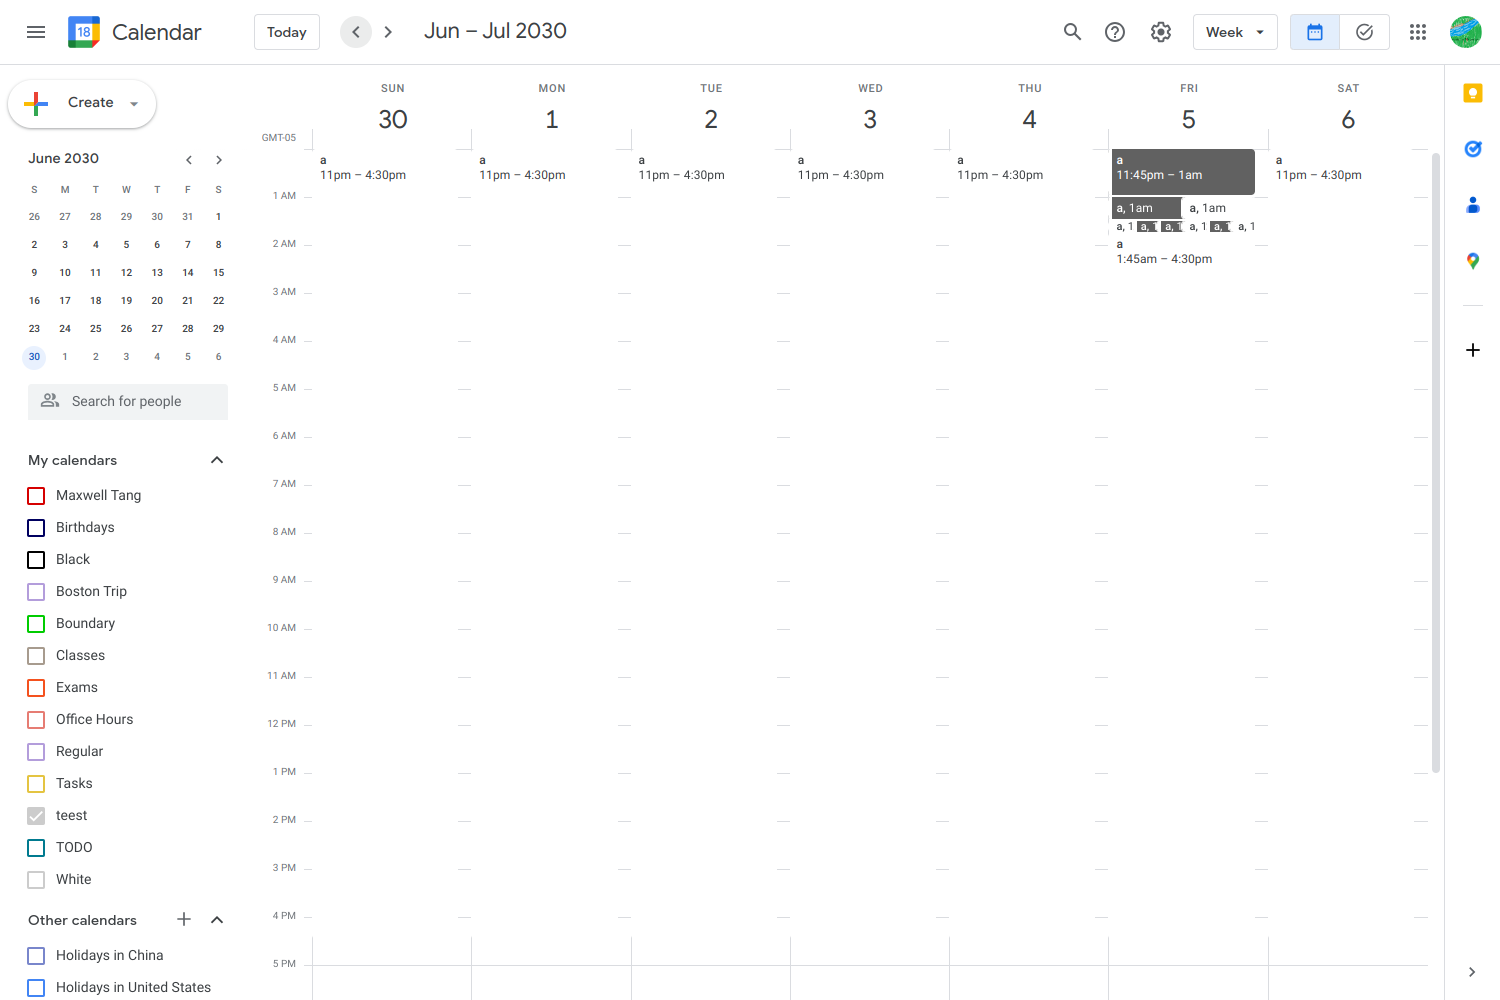 18 Calendar Today Jun – Jul 2030 Week
Create
June 2030
S M T W T F S
26 27 28 29 30 31 1
2 3 4 5 6 7 8
9 10 11 12 13 14 15
16 17 18 19 20 21 22
23 24 25 26 27 28 29
30 1 2 3 4 5 6
Search for people
My calendars
Maxwell Tang
Birthdays
Black
Boston Trip
Boundary
Classes
Exams
Office Hours
Regular
Tasks
teest
TODO
White
Other calendars
Holidays in China
Holidays in United States
SUN MON TUE WED THU FRI SAT
30 1 2 3 4 5 6
GMT-05
a a a a a a a
11pm – 4:30pm 11pm – 4:30pm 11pm – 4:30pm 11pm – 4:30pm 11pm – 4:30pm 11:45pm – 1am 11pm – 4:30pm
1 AM
a, 1am a, 1am
a, 1 a, 1 a, 1 a, 1 a, 1 a, 1
2 AM
a
1:45am – 4:30pm
3 AM
4 AM
5 AM
6 AM
7 AM
8 AM
9 AM
10 AM
11 AM
12 PM
1 PM
2 PM
3 PM
4 PM
5 PM